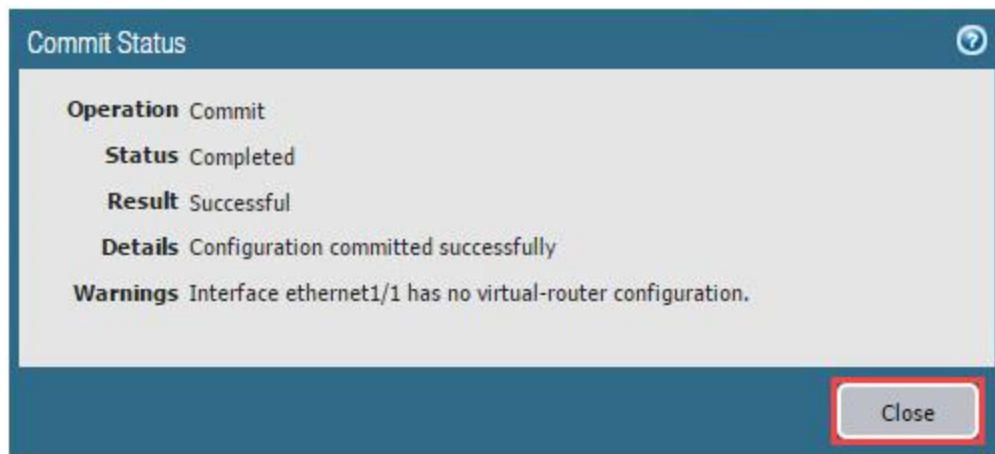 Commit Status
?
Operation Commit
Status Completed
Result Successful
Details Configuration committed successfully
Warnings Interface ethernet1/1 has no virtual-router configuration.
Close